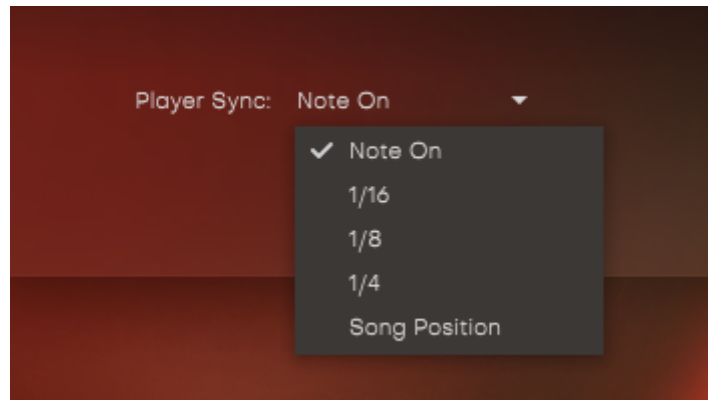 Player Sync: Note On
Note On
1/16
1/8
1/4
Song Position